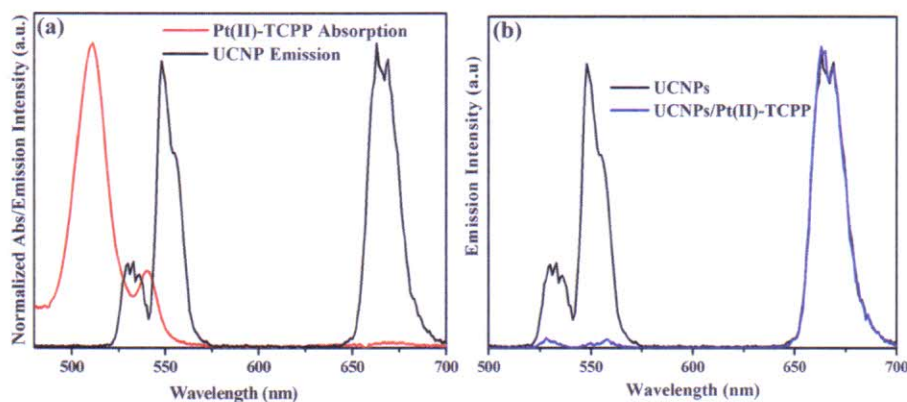 (a)
Pt(II)-TCPP Absorption
UCNP Emission
Normalized Abs/Emission Intensity (a.u.)
500 550 600 650 700
Wavelength (nm)
(b)
UCNPs
UCNPs/Pt(II)-TCPP
Emission Intensity (a.u)
500 550 600 650 700
Wavelength (nm)